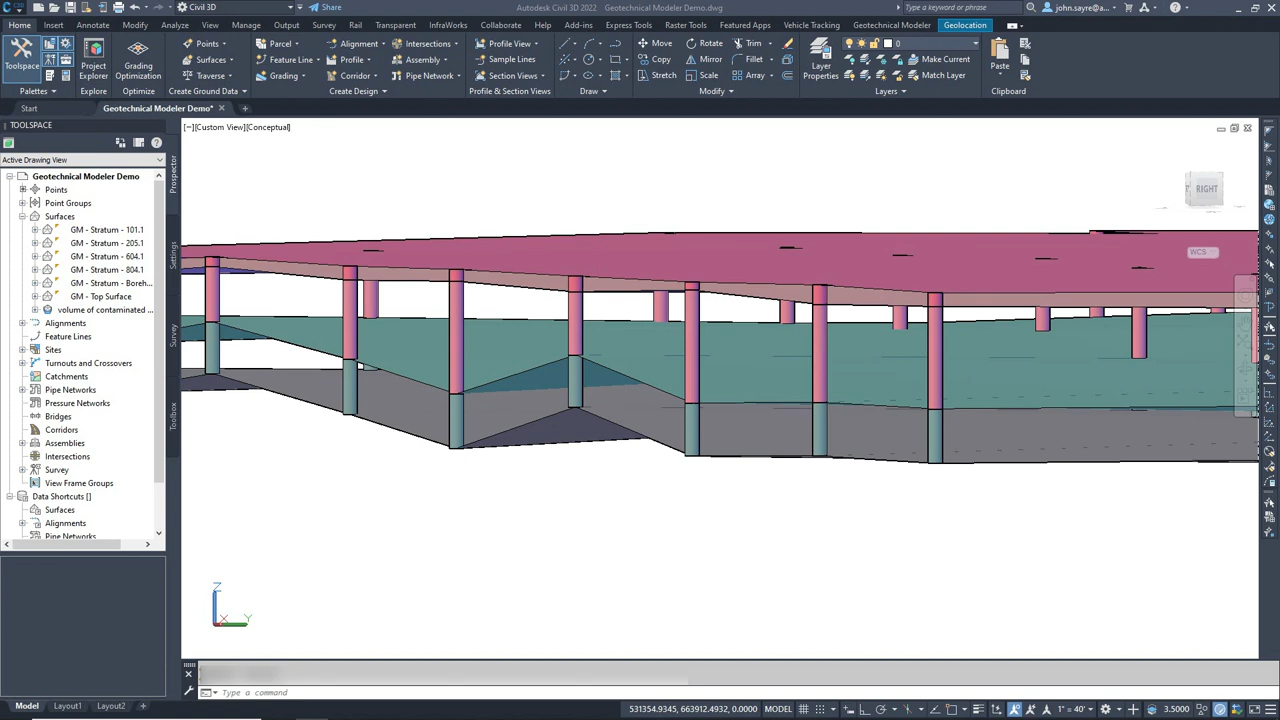 C3D
Civil 3D
Share
Autodesk Civil 3D 2022 Geotechnical Modeler Demo.dwg
Type a keyword or phrase
john.sayre@a...
Home Insert Annotate Modify Analyze View Manage Output Survey Rail Transparent InfraWorks Collaborate Help Add-ins Express Tools Raster Tools Featured Apps Vehicle Tracking Geotechnical Modeler Geolocation
Toolspace
Project
Explorer
Grading
Optimization
Points
Surfaces
Traverse
Parcel
Feature Line
Grading
Alignment
Profile
Corridor
Intersections
Assembly
Pipe Network
Profile View
Sample Lines
Section Views
Move
Copy
Stretch
Rotate
Mirror
Scale
Trim
Fillet
Array
Layer
Properties
0
Make Current
Match Layer
Paste
Palettes Explore Optimize Create Ground Data Create Design Profile & Section Views Draw Modify Layers Clipboard
Start
Geotechnical Modeler Demo*
TOOLSPACE
Active Drawing View
Geotechnical Modeler Demo
Points
Point Groups
Surfaces
GM - Stratum - 101.1
GM - Stratum - 205.1
GM - Stratum - 604.1
GM - Stratum - 804.1
GM - Stratum - Boreh...
GM - Top Surface
volume of contaminated ...
Alignments
Feature Lines
Sites
Turnouts and Crossovers
Catchments
Pipe Networks
Pressure Networks
Bridges
Corridors
Assemblies
Intersections
Survey
View Frame Groups
Data Shortcuts []
Surfaces
Alignments
Pipe Networks
Prospector
Settings
Survey
Toolbox
[−][Custom View][Conceptual]
RIGHT
WCS
Z
X
Y
Type a command
Model Layout1 Layout2
531354.9345, 663912.4932, 0.0000 MODEL
1" = 40'
3.5000